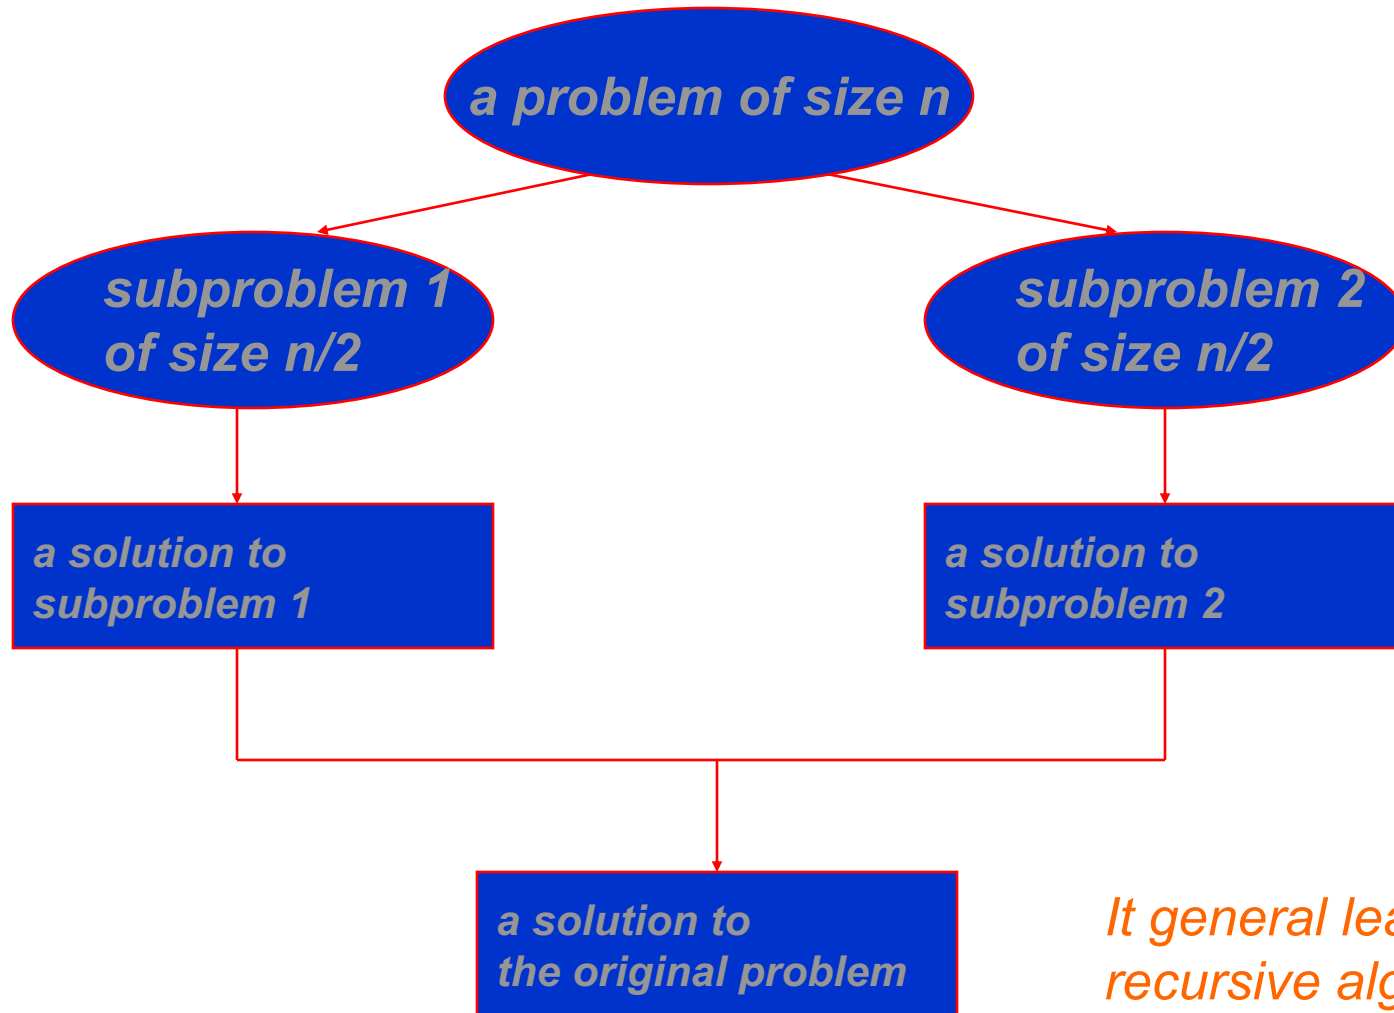 a problem of size n
subproblem 1
of size n/2
subproblem 2
of size n/2
a solution to
subproblem 1
a solution to
subproblem 2
a solution to
the original problem
It general
recursive